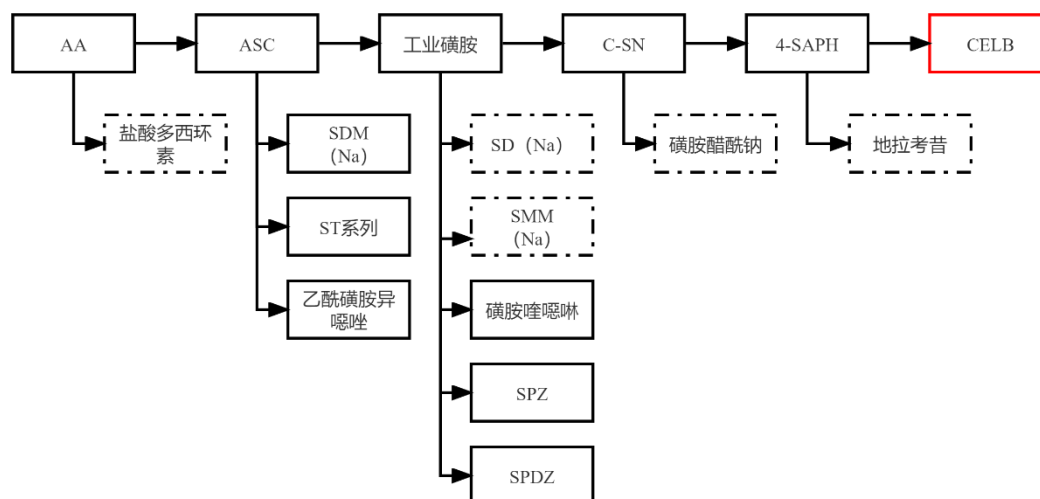 AA
ASC
工业磺胺
C-SN
4-SAPH
CELB
盐酸多西环
素
SDM
（Na）
SD（Na）
磺胺醋酰钠
地拉考昔
ST系列
SMM
（Na）
乙酰磺胺异
噁唑
磺胺喹噁啉
SPZ
SPDZ